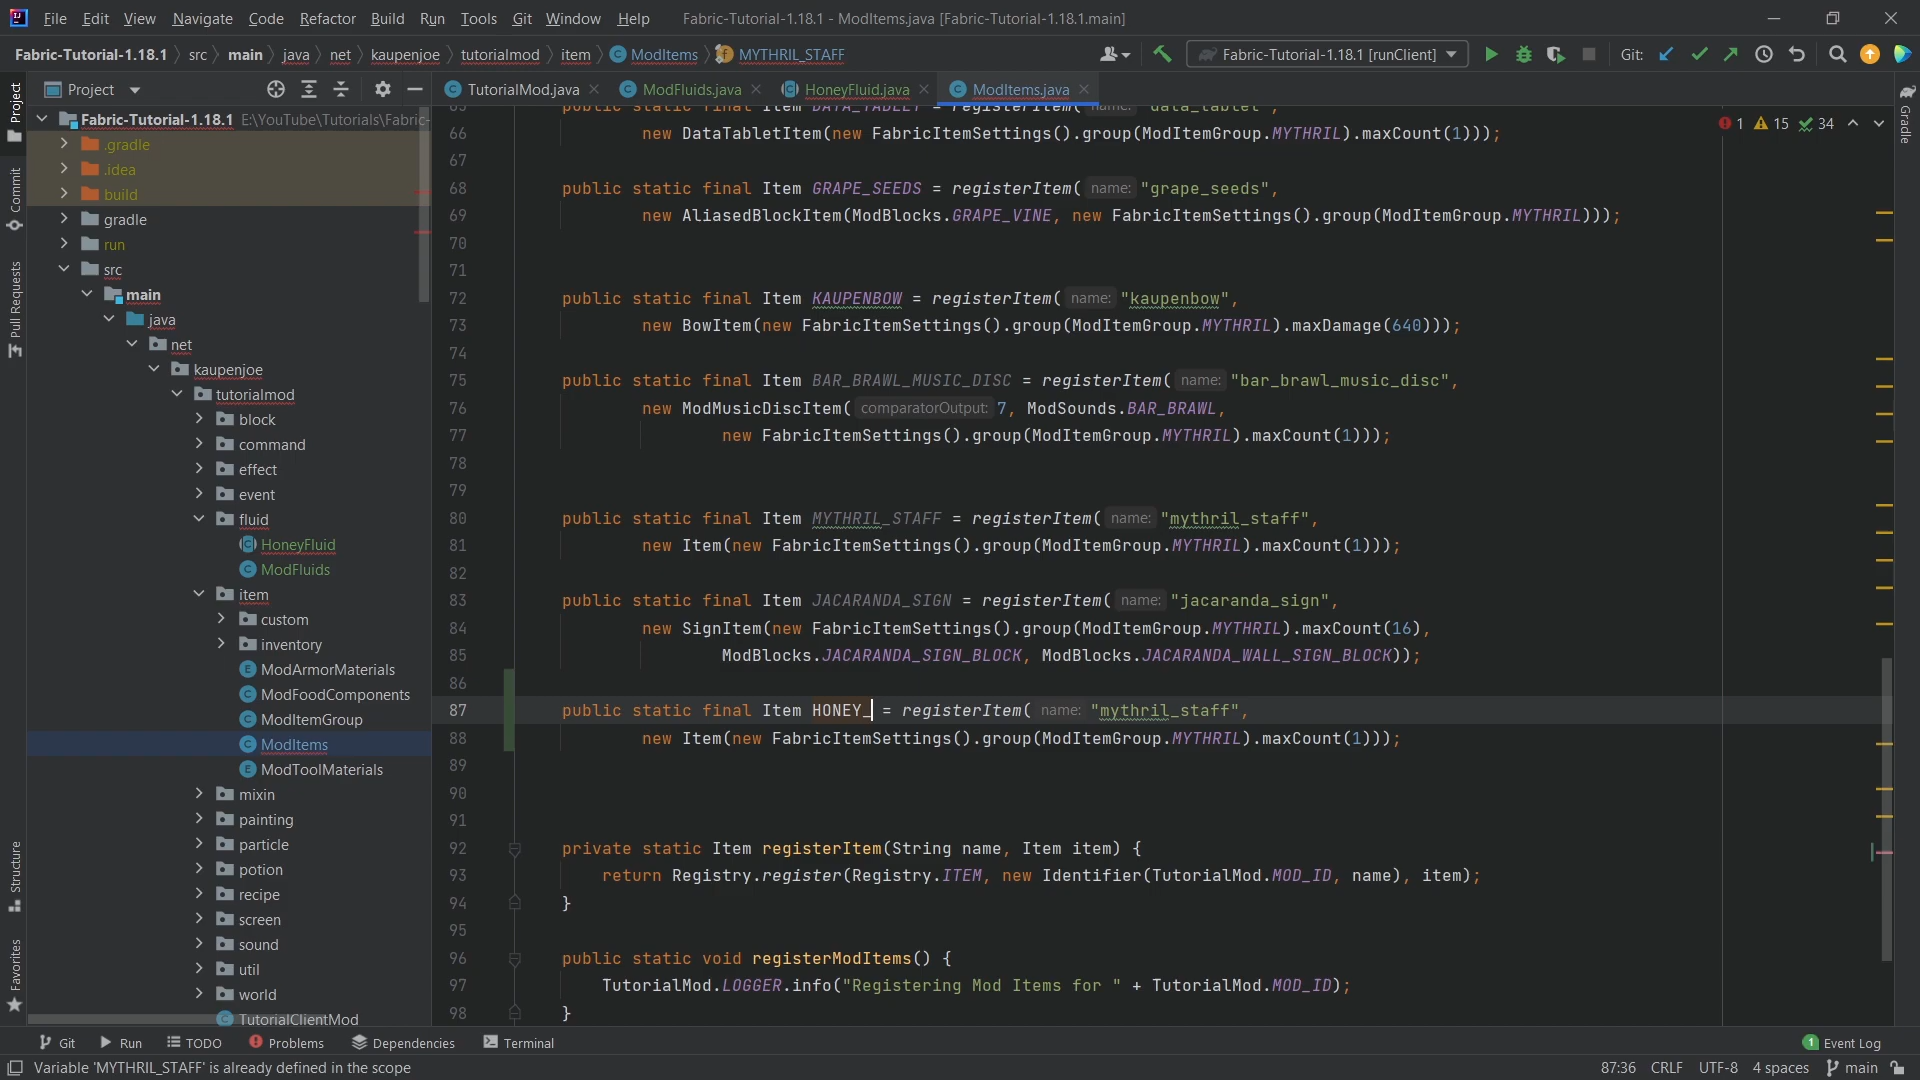 File Edit View Navigate Code Refactor Build Run Tools Git Window Help Fabric-Tutorial-1.18.1 - ModItems.java [Fabric-Tutorial-1.18.1.main]
Fabric-Tutorial-1.18.1 src main java net kaupenjoe tutorialmod item ModItems MYTHRIL_STAFF Fabric-Tutorial-1.18.1 [runClient] Git:
Project TutorialMod.java ModFluids.java HoneyFluid.java ModItems.java
Project
Commit
Pull Requests
Structure
Favorites
Gradle
Fabric-Tutorial-1.18.1 E:\YouTube\Tutorials\Fabric-
.gradle
.idea
build
gradle
run
src
main
java
net
kaupenjoe
tutorialmod
block
command
effect
event
fluid
HoneyFluid
ModFluids
item
custom
inventory
ModArmorMaterials
ModFoodComponents
ModItemGroup
ModItems
ModToolMaterials
mixin
painting
particle
potion
recipe
screen
sound
util
world
TutorialClientMod
1 15 34
65 public static final Item DATA_TABLET = registerItem( name: "data_tablet",
66 new DataTabletItem(new FabricItemSettings().group(ModItemGroup.MYTHRIL).maxCount(1)));
67
68 public static final Item GRAPE_SEEDS = registerItem( name: "grape_seeds",
69 new AliasedBlockItem(ModBlocks.GRAPE_VINE, new FabricItemSettings().group(ModItemGroup.MYTHRIL)));
70
71
72 public static final Item KAUPENBOW = registerItem( name: "kaupenbow",
73 new BowItem(new FabricItemSettings().group(ModItemGroup.MYTHRIL).maxDamage(640)));
74
75 public static final Item BAR_BRAWL_MUSIC_DISC = registerItem( name: "bar_brawl_music_disc",
76 new ModMusicDiscItem( comparatorOutput: 7, ModSounds.BAR_BRAWL,
77 new FabricItemSettings().group(ModItemGroup.MYTHRIL).maxCount(1)));
78
79
80 public static final Item MYTHRIL_STAFF = registerItem( name: "mythril_staff",
81 new Item(new FabricItemSettings().group(ModItemGroup.MYTHRIL).maxCount(1)));
82
83 public static final Item JACARANDA_SIGN = registerItem( name: "jacaranda_sign",
84 new SignItem(new FabricItemSettings().group(ModItemGroup.MYTHRIL).maxCount(16),
85 ModBlocks.JACARANDA_SIGN_BLOCK, ModBlocks.JACARANDA_WALL_SIGN_BLOCK));
86
87 public static final Item HONEY_ = registerItem( name: "mythril_staff",
88 new Item(new FabricItemSettings().group(ModItemGroup.MYTHRIL).maxCount(1)));
89
90
91
92 private static Item registerItem(String name, Item item) {
93 return Registry.register(Registry.ITEM, new Identifier(TutorialMod.MOD_ID, name), item);
94 }
95
96 public static void registerModItems() {
97 TutorialMod.LOGGER.info("Registering Mod Items for " + TutorialMod.MOD_ID);
98 }
Git Run TODO Problems Dependencies Terminal 1 Event Log
Variable 'MYTHRIL_STAFF' is already defined in the scope 87:36 CRLF UTF-8 4 spaces main